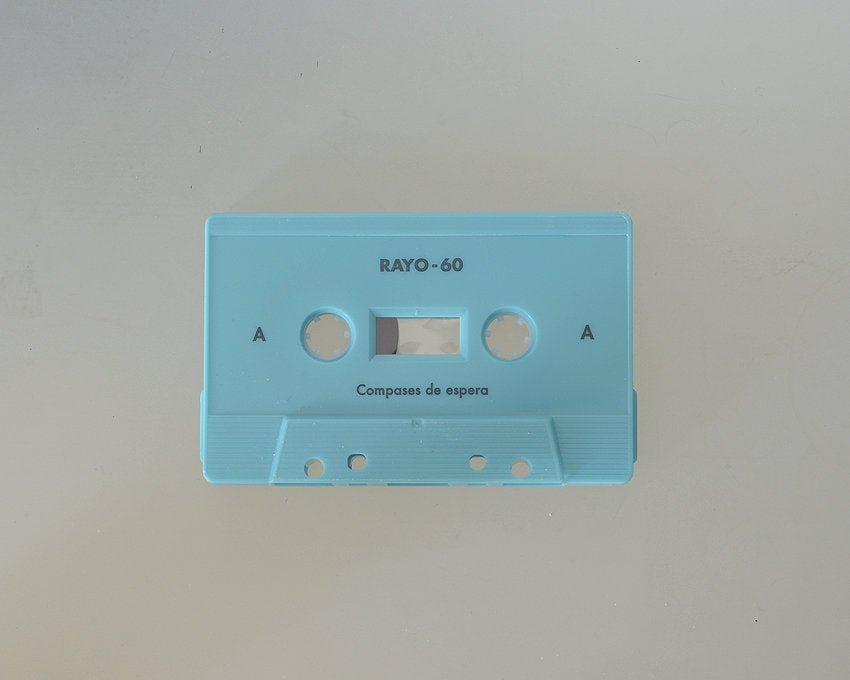 RAYO-60
A A
Compases de espera